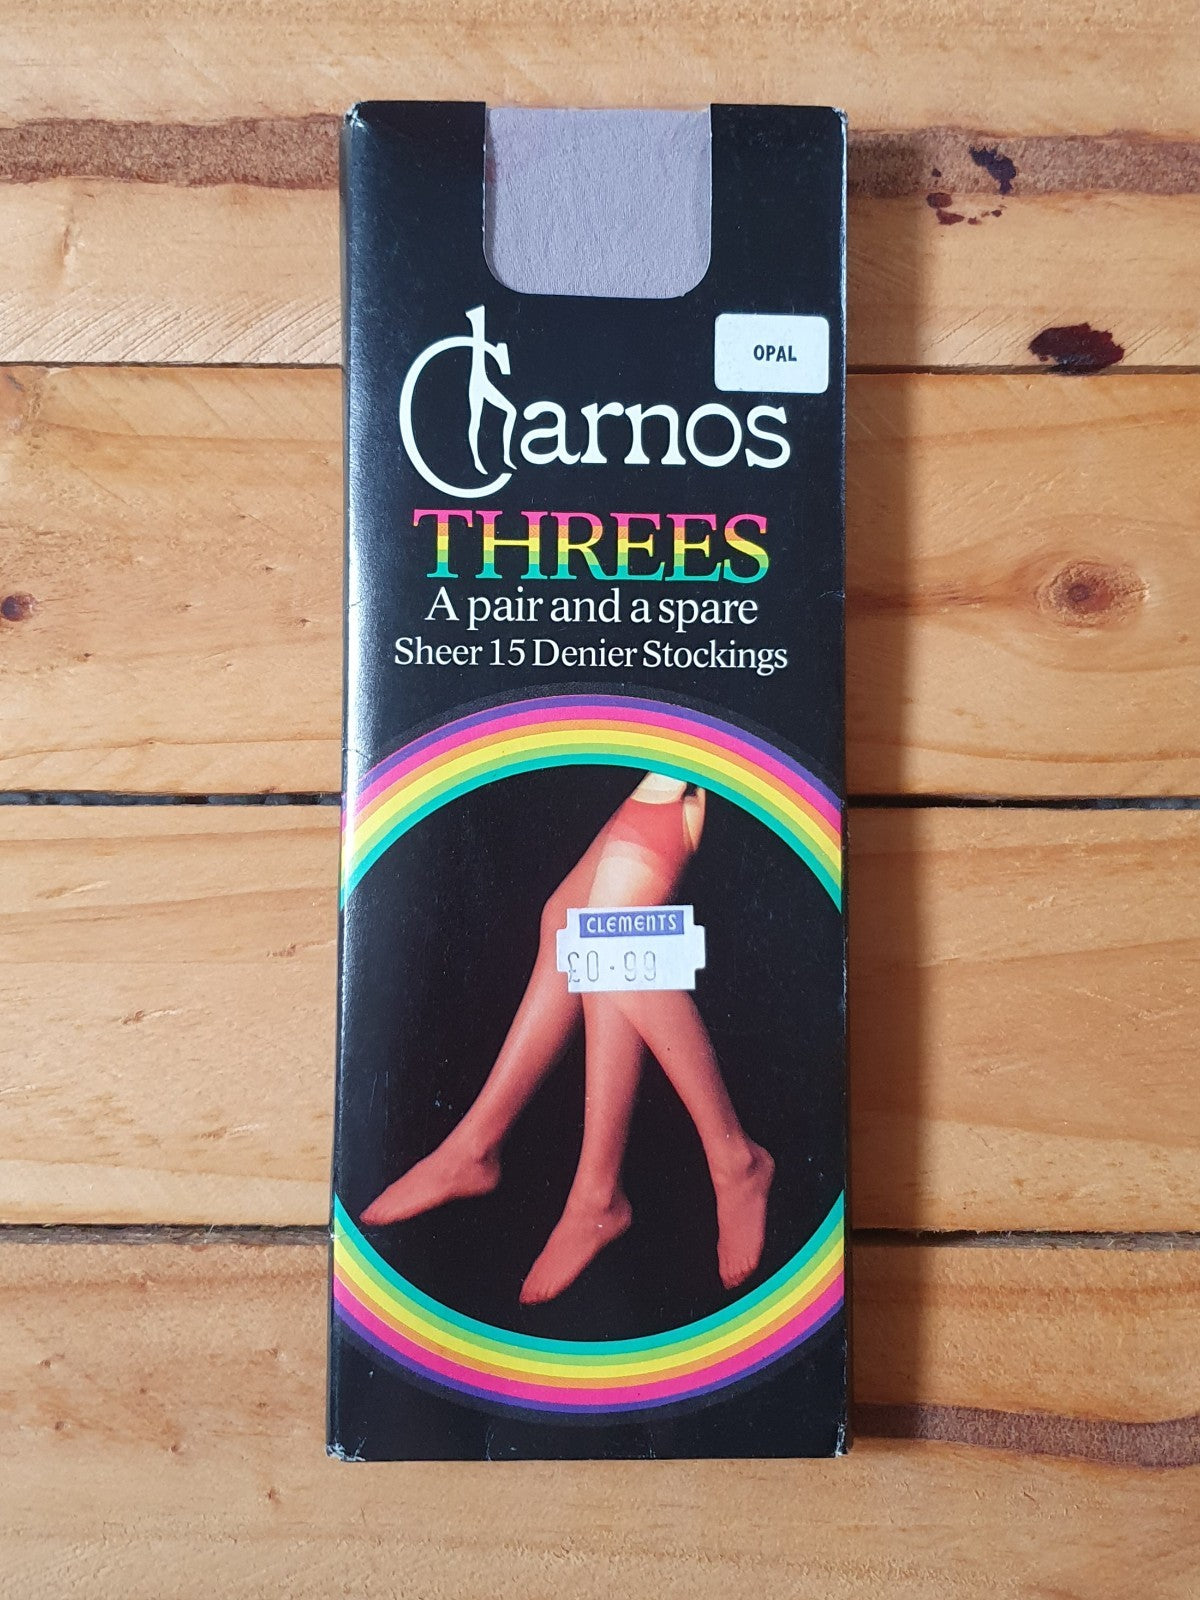 OPAL
Charnos
THREES
A pair and a spare
Sheer 15 Denier Stockings
CLEMENTS
£0.99